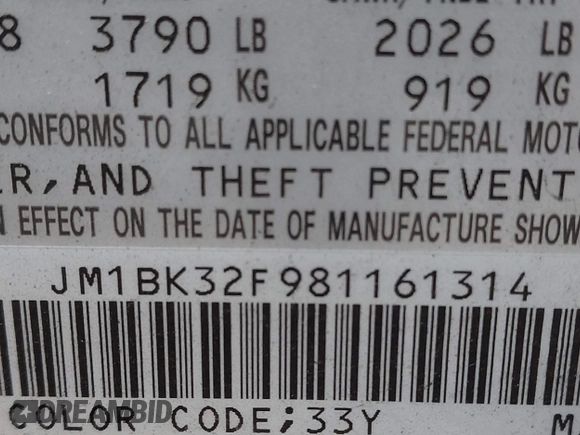 8 3790 LB 2026 LB
1719 KG 919 KG
CONFORMS TO ALL APPLICABLE FEDERAL MOT
R, AND THEFT PREVENT
EFFECT ON THE DATE OF MANUFACTURE SHOW
JM1BK32F981161314
DREAMBID
COLOR CODE;33Y M